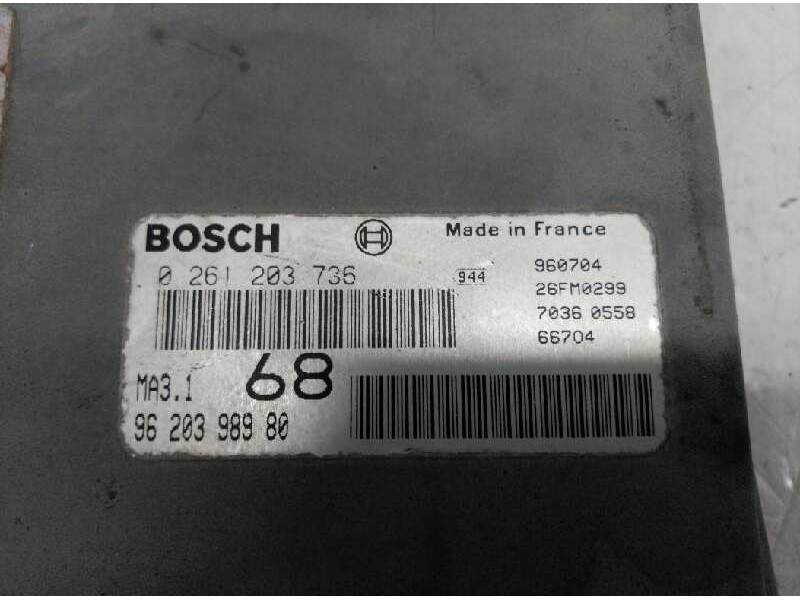 BOSCH Made in France
0 261 203 736 944 960704
26FM0299
7036 0558
66704
MA3.1 68
96 203 989 80